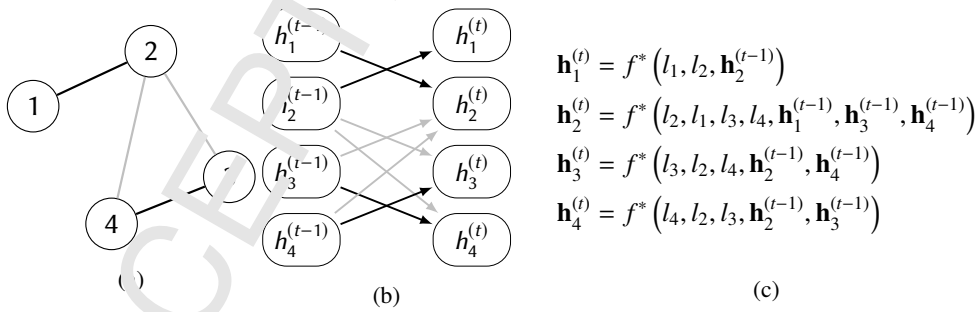 1
2
3
4
(a)
h_1^{(t-1)}
h_2^{(t-1)}
h_3^{(t-1)}
h_4^{(t-1)}
h_1^{(t)}
h_2^{(t)}
h_3^{(t)}
h_4^{(t)}
(b)
𝐡_1^{(t)} = f^* (l_1, l_2, 𝐡_2^{(t-1)})
𝐡_2^{(t)} = f^* (l_2, l_1, l_3, l_4, 𝐡_1^{(t-1)}, 𝐡_3^{(t-1)}, 𝐡_4^{(t-1)})
𝐡_3^{(t)} = f^* (l_3, l_2, l_4, 𝐡_2^{(t-1)}, 𝐡_4^{(t-1)})
𝐡_4^{(t)} = f^* (l_4, l_2, l_3, 𝐡_2^{(t-1)}, 𝐡_3^{(t-1)})
(c)
CEPT